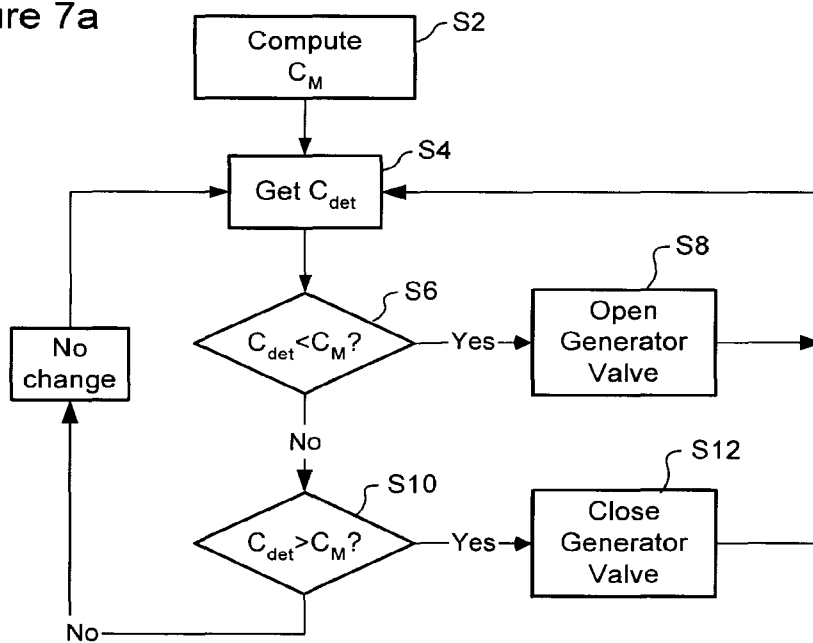 ure 7a
Compute
C_M
S2
Get C_det
S4
C_det<C_M?
S6
Yes
Open
Generator
Valve
S8
No
change
No
C_det>C_M?
S10
Yes
Close
Generator
Valve
S12
No